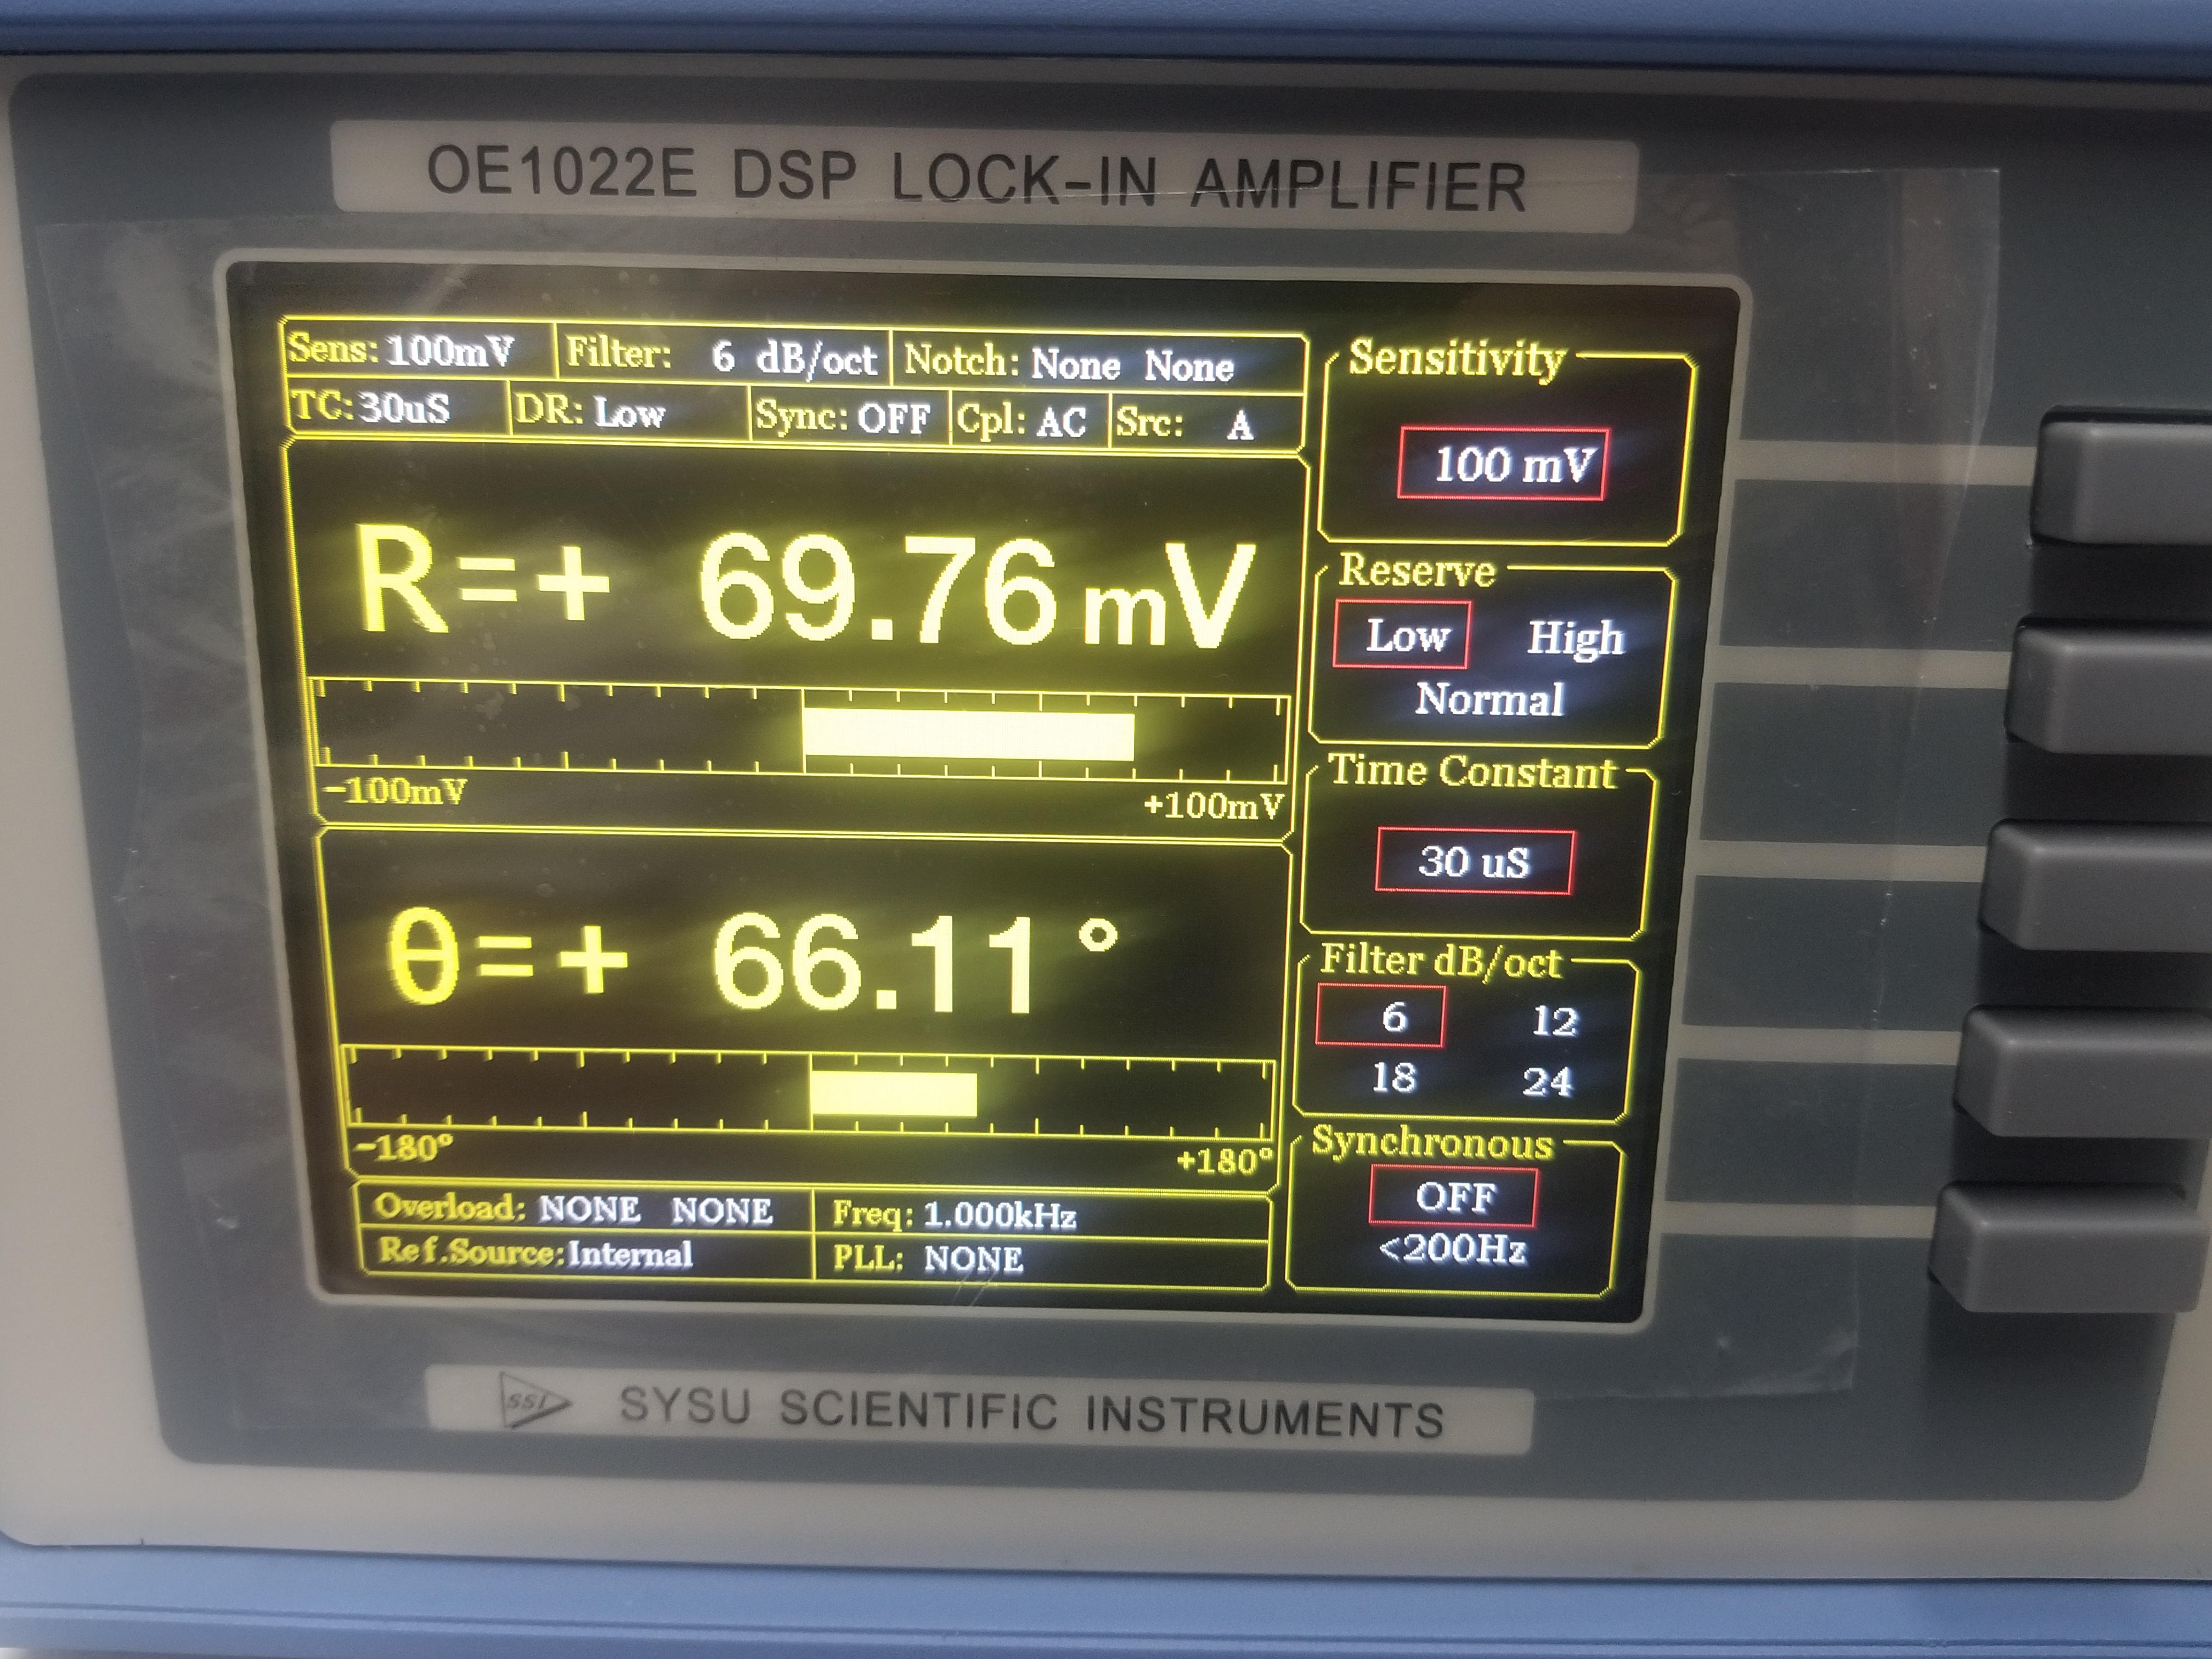 OE1022E DSP LOCK-IN AMPLIFIER
Sens: 100mV Filter: 6 dB/oct Notch: None None
TC: 30uS DR: Low Sync: OFF Cpl: AC Src: A
R=+ 69.76 mV
-100mV +100mV
θ=+ 66.11 °
-180° +180°
Overload: NONE NONE Freq: 1.000kHz
Ref.Source: Internal PLL: NONE
Sensitivity
100 mV
Reserve
Low High
Normal
Time Constant
30 uS
Filter dB/oct
6 12
18 24
Synchronous
OFF
<200Hz
SSI SYSU SCIENTIFIC INSTRUMENTS